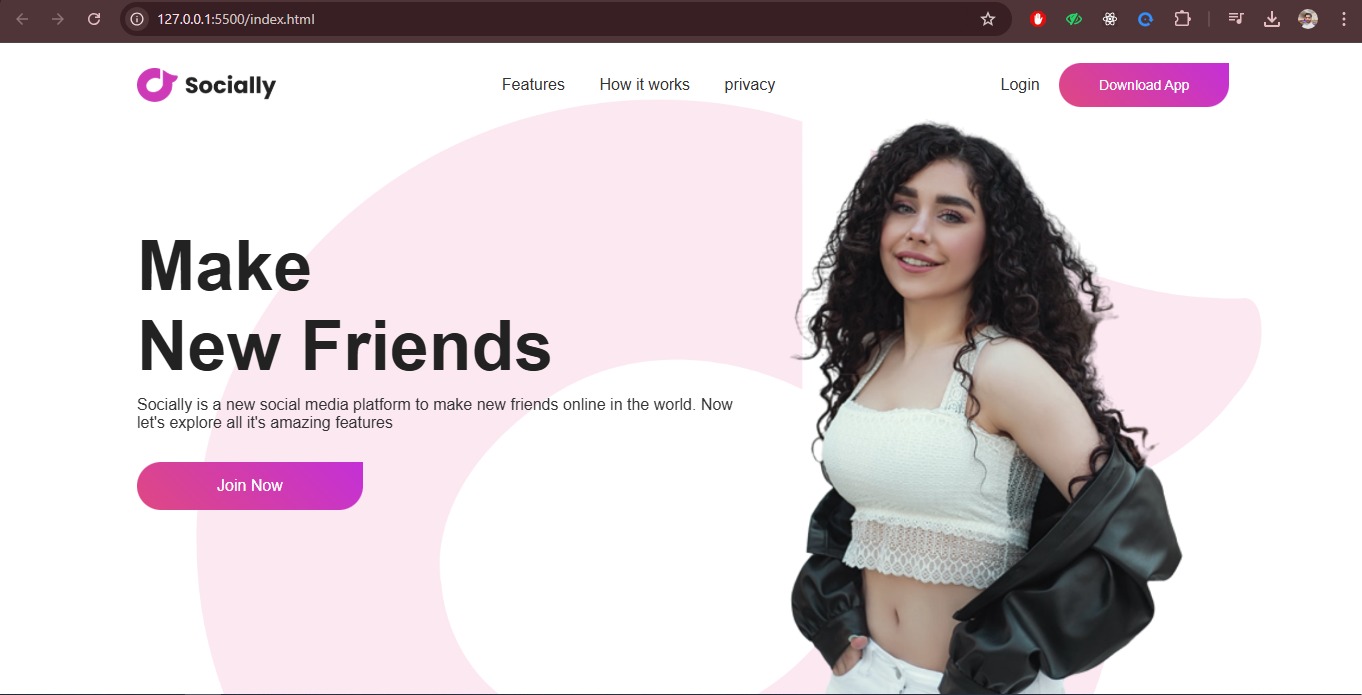 127.0.0.1:5500/index.html
Socially
Features How it works privacy
Login Download App
Make
New Friends
Socially is a new social media platform to make new friends online in the world. Now
let's explore all it's amazing features
Join Now